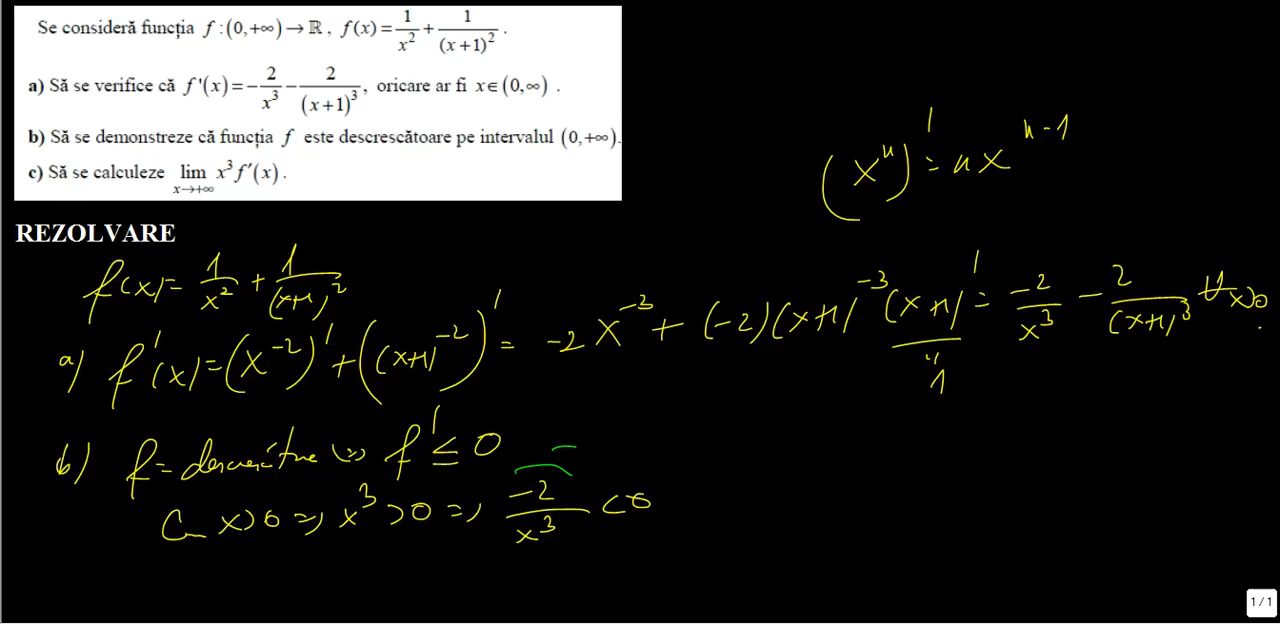 Se consideră funcția f : (0,+∞) → ℝ , f(x) = 1/x² + 1/(x+1)² .
a) Să se verifice că f'(x) = −2/x³ − 2/(x+1)³, oricare ar fi x∈(0,∞) .
b) Să se demonstreze că funcția f este descrescătoare pe intervalul (0,+∞).
c) Să se calculeze lim x→+∞ x³f'(x) .
(xⁿ)' = n x^(n-1)
REZOLVARE
f(x) = 1/x² + 1/(x+1)²
a) f'(x) = (x^-2)' + ((x+1)^-2)' = -2x^-3 + (-2)(x+1)^-3 (x+1)' = -2/x³ - 2/(x+1)³ ∀x>0.
" 1
b) f = f' ≤ 0
x>0 => x³>0 => -2/x³ <0
1 / 1